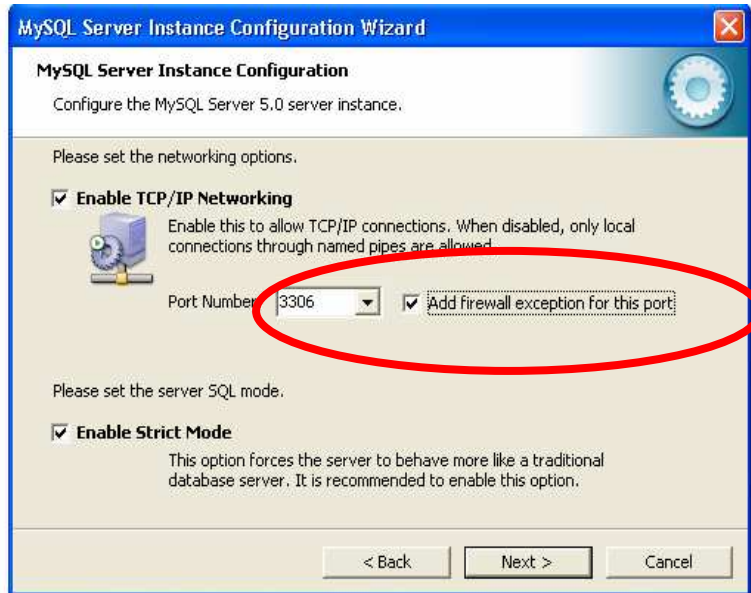 MySQL Server Instance Configuration Wizard
MySQL Server Instance Configuration
Configure the MySQL Server 5.0 server instance.
Please set the networking options.
Enable TCP/IP Networking
Enable this to allow TCP/IP connections. When disabled, only local
connections through named pipes are allowed.
Port Number: 3306 Add firewall exception for this port
Please set the server SQL mode.
Enable Strict Mode
This option forces the server to behave more like a traditional
database server. It is recommended to enable this option.
< Back Next > Cancel